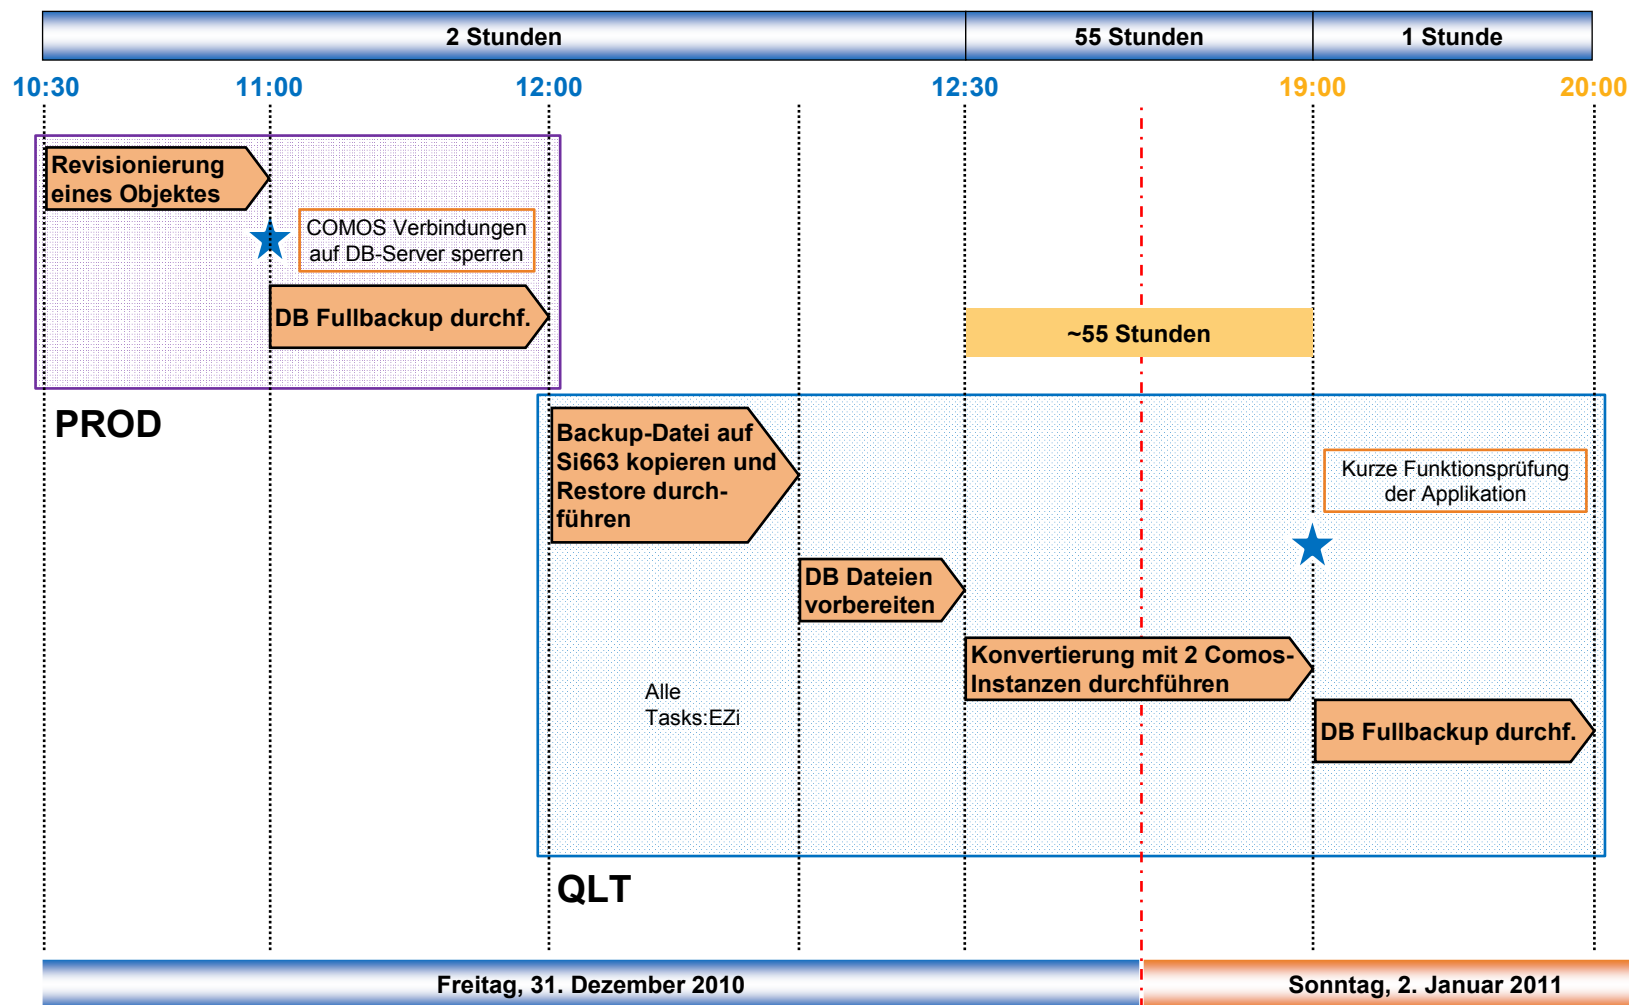 2 Stunden
55 Stunden
1 Stunde
10:30
11:00
12:00
12:30
19:00
20:00
Revisionierung
eines Objektes
COMOS Verbindungen
auf DB-Server sperren
DB Fullbackup durchf.
~55 Stunden
PROD
Backup-Datei auf
Si663 kopieren und
Restore durch-
führen
Kurze Funktionsprüfung
der Applikation
DB Dateien
vorbereiten
Konvertierung mit 2 Comos-
Instanzen durchführen
Alle
Tasks:EZi
DB Fullbackup durchf.
QLT
Freitag, 31. Dezember 2010
Sonntag, 2. Januar 2011